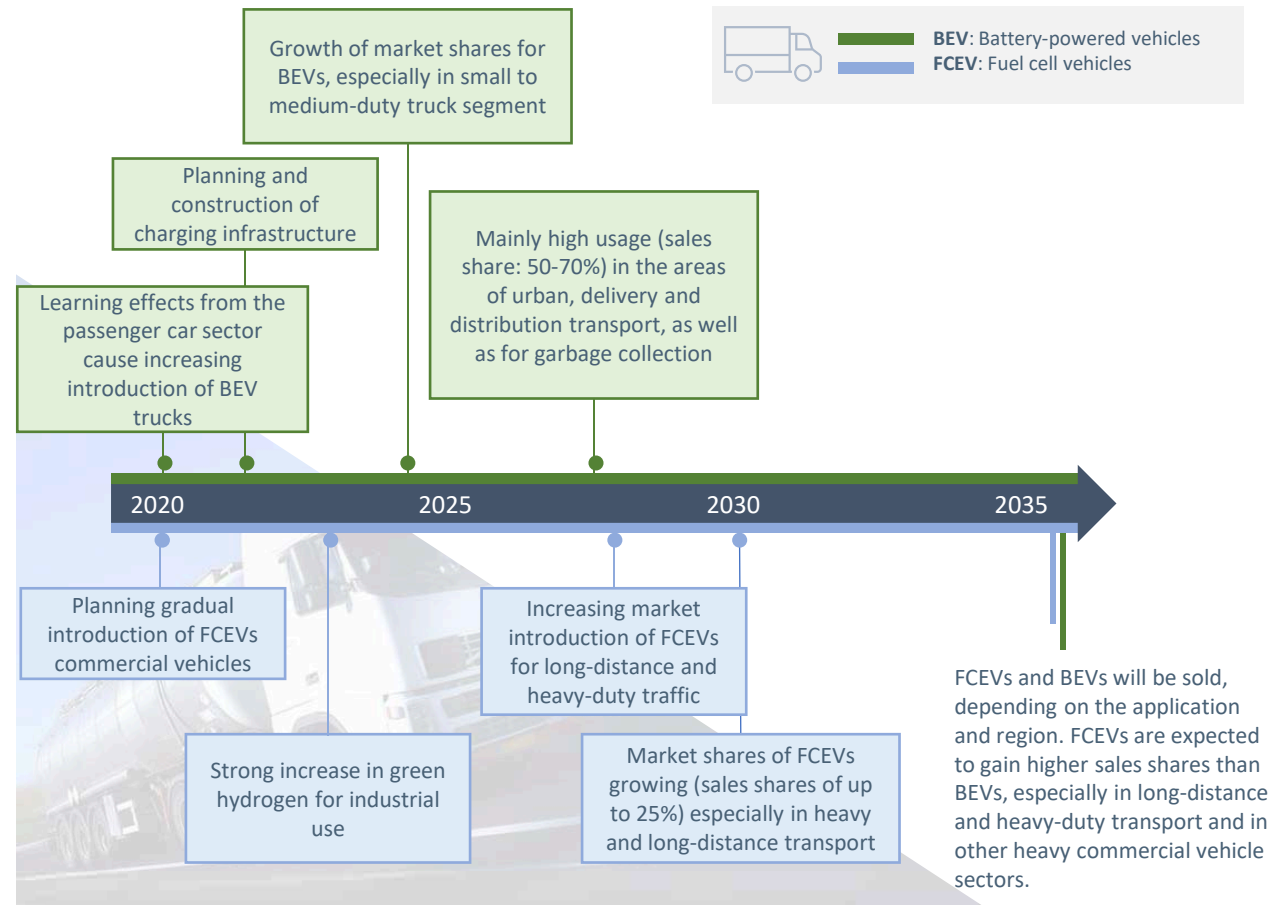 Growth of market shares for
BEVs, especially in small to
medium-duty truck segment
BEV: Battery-powered vehicles
FCEV: Fuel cell vehicles
Planning and
construction of
charging infrastructure
Mainly high usage (sales
share: 50-70%) in the areas
of urban, delivery and
distribution transport, as well
as for garbage collection
Learning effects from the
passenger car sector
cause increasing
introduction of BEV
trucks
2020
2025
2030
2035
Planning gradual
introduction of FCEVs
commercial vehicles
Increasing market
introduction of FCEVs
for long-distance and
heavy-duty traffic
Strong increase in green
hydrogen for industrial
use
Market shares of FCEVs
growing (sales shares of up
to 25%) especially in heavy
and long-distance transport
FCEVs and BEVs will be sold,
depending on the application
and region. FCEVs are expected
to gain higher sales shares than
BEVs, especially in long-distance
and heavy-duty transport and in
other heavy commercial vehicle
sectors.